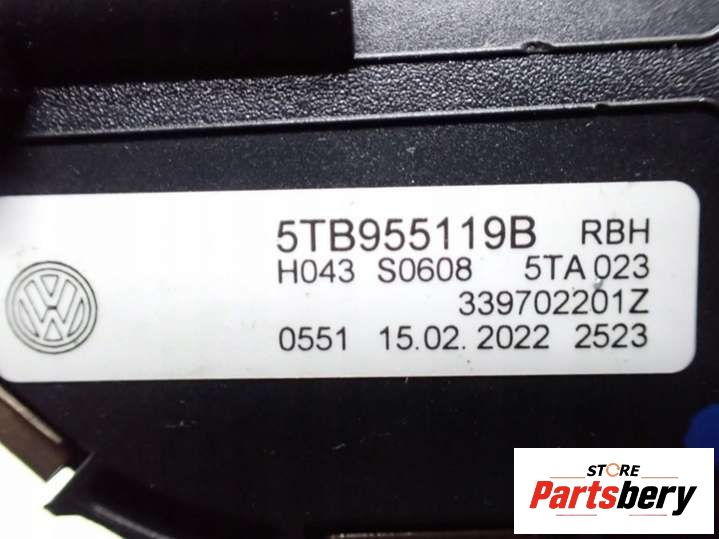 5TB955119B RBH
H043 S0608 5TA 023
339702201Z
0551 15.02.2022 2523
STORE
Partsbery